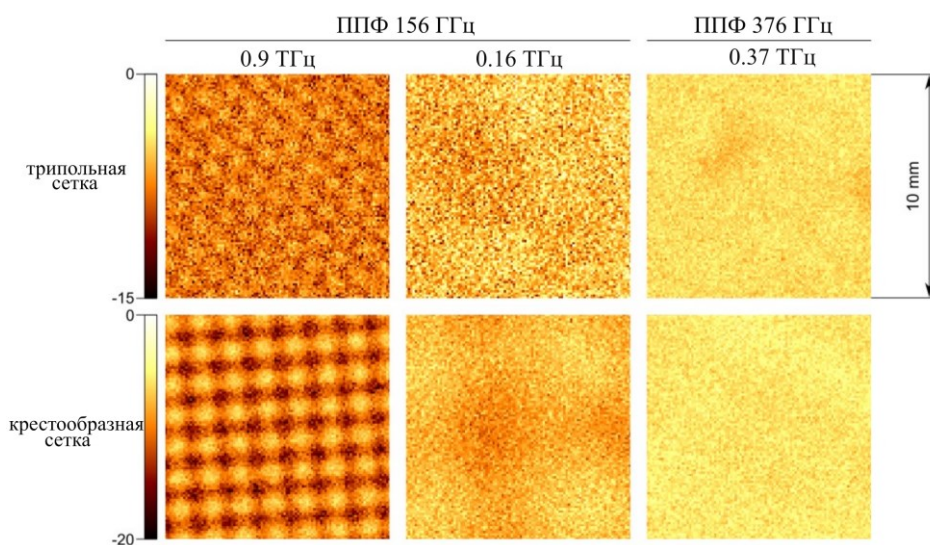 ППФ 156 ГГц
ППФ 376 ГГц
0.9 ТГц
0.16 ТГц
0.37 ТГц
0
трипольная
сетка
-15
10 mm
0
крестообразная
сетка
-20